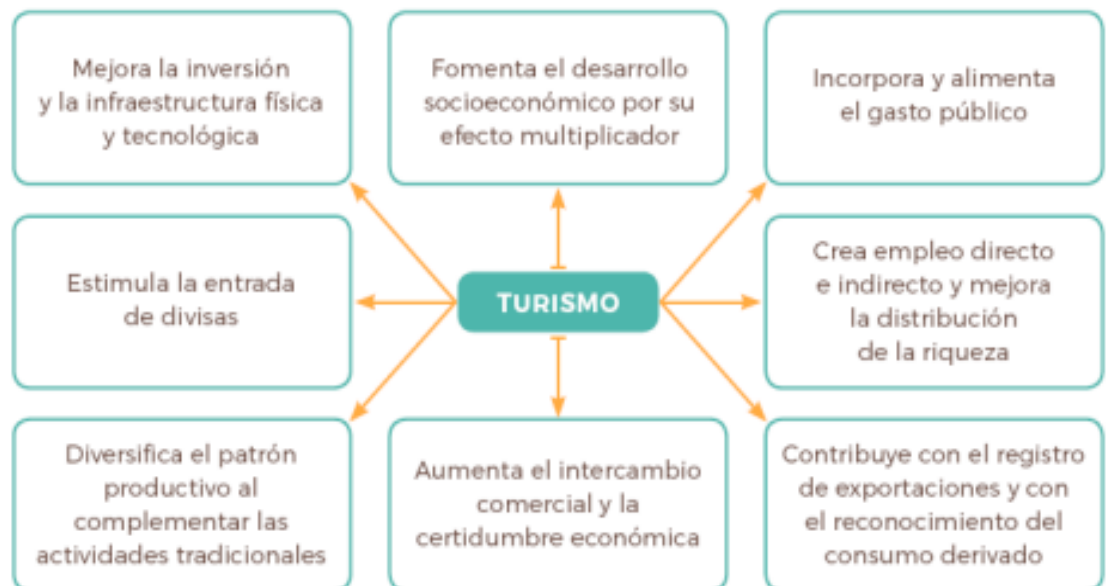 Mejora la inversión
y la infraestructura física
y tecnológica
Fomenta el desarrollo
socioeconómico por su
efecto multiplicador
Incorpora y alimenta
el gasto público
Estimula la entrada
de divisas
TURISMO
Crea empleo directo
e indirecto y mejora
la distribución
de la riqueza
Diversifica el patrón
productivo al
complementar las
actividades tradicionales
Aumenta el intercambio
comercial y la
certidumbre económica
Contribuye con el registro
de exportaciones y con
el reconocimiento del
consumo derivado